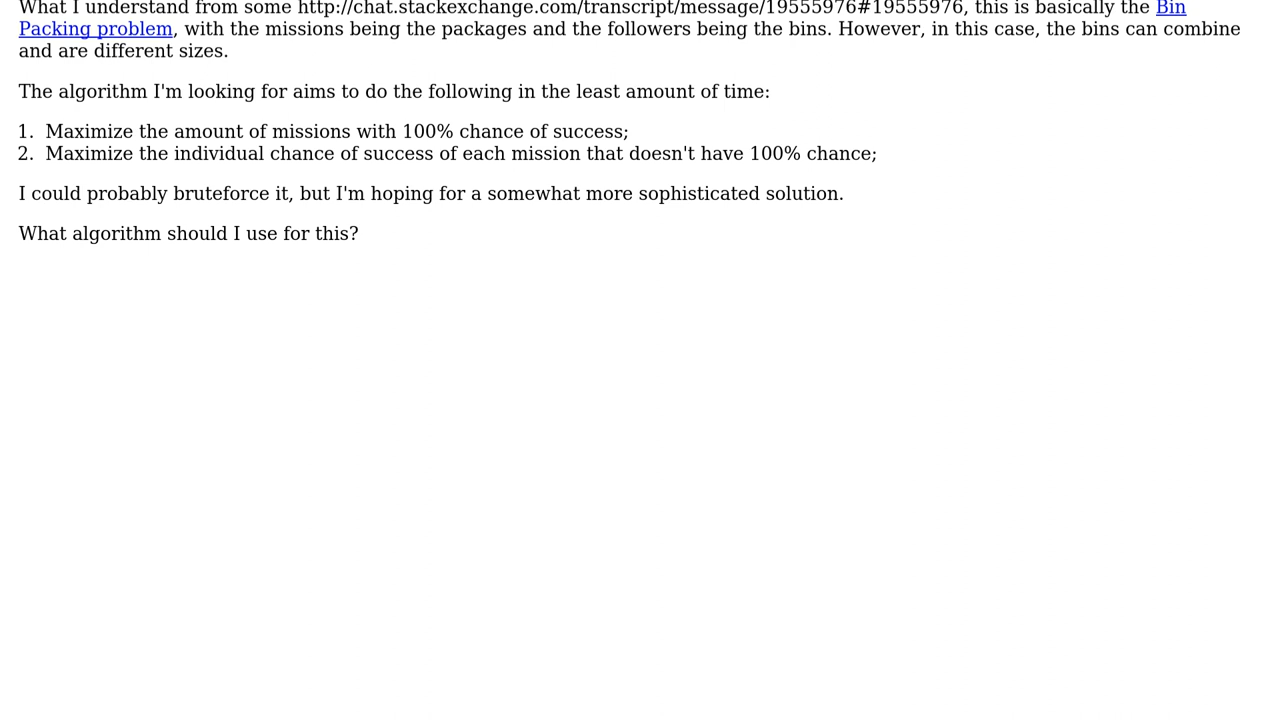 What I understand from some http://chat.stackexchange.com/transcript/message/19555976#19555976, this is basically the Bin
Packing problem, with the missions being the packages and the followers being the bins. However, in this case, the bins can combine
and are different sizes.
The algorithm I'm looking for aims to do the following in the least amount of time:
1. Maximize the amount of missions with 100% chance of success;
2. Maximize the individual chance of success of each mission that doesn't have 100% chance;
I could probably bruteforce it, but I'm hoping for a somewhat more sophisticated solution.
What algorithm should I use for this?